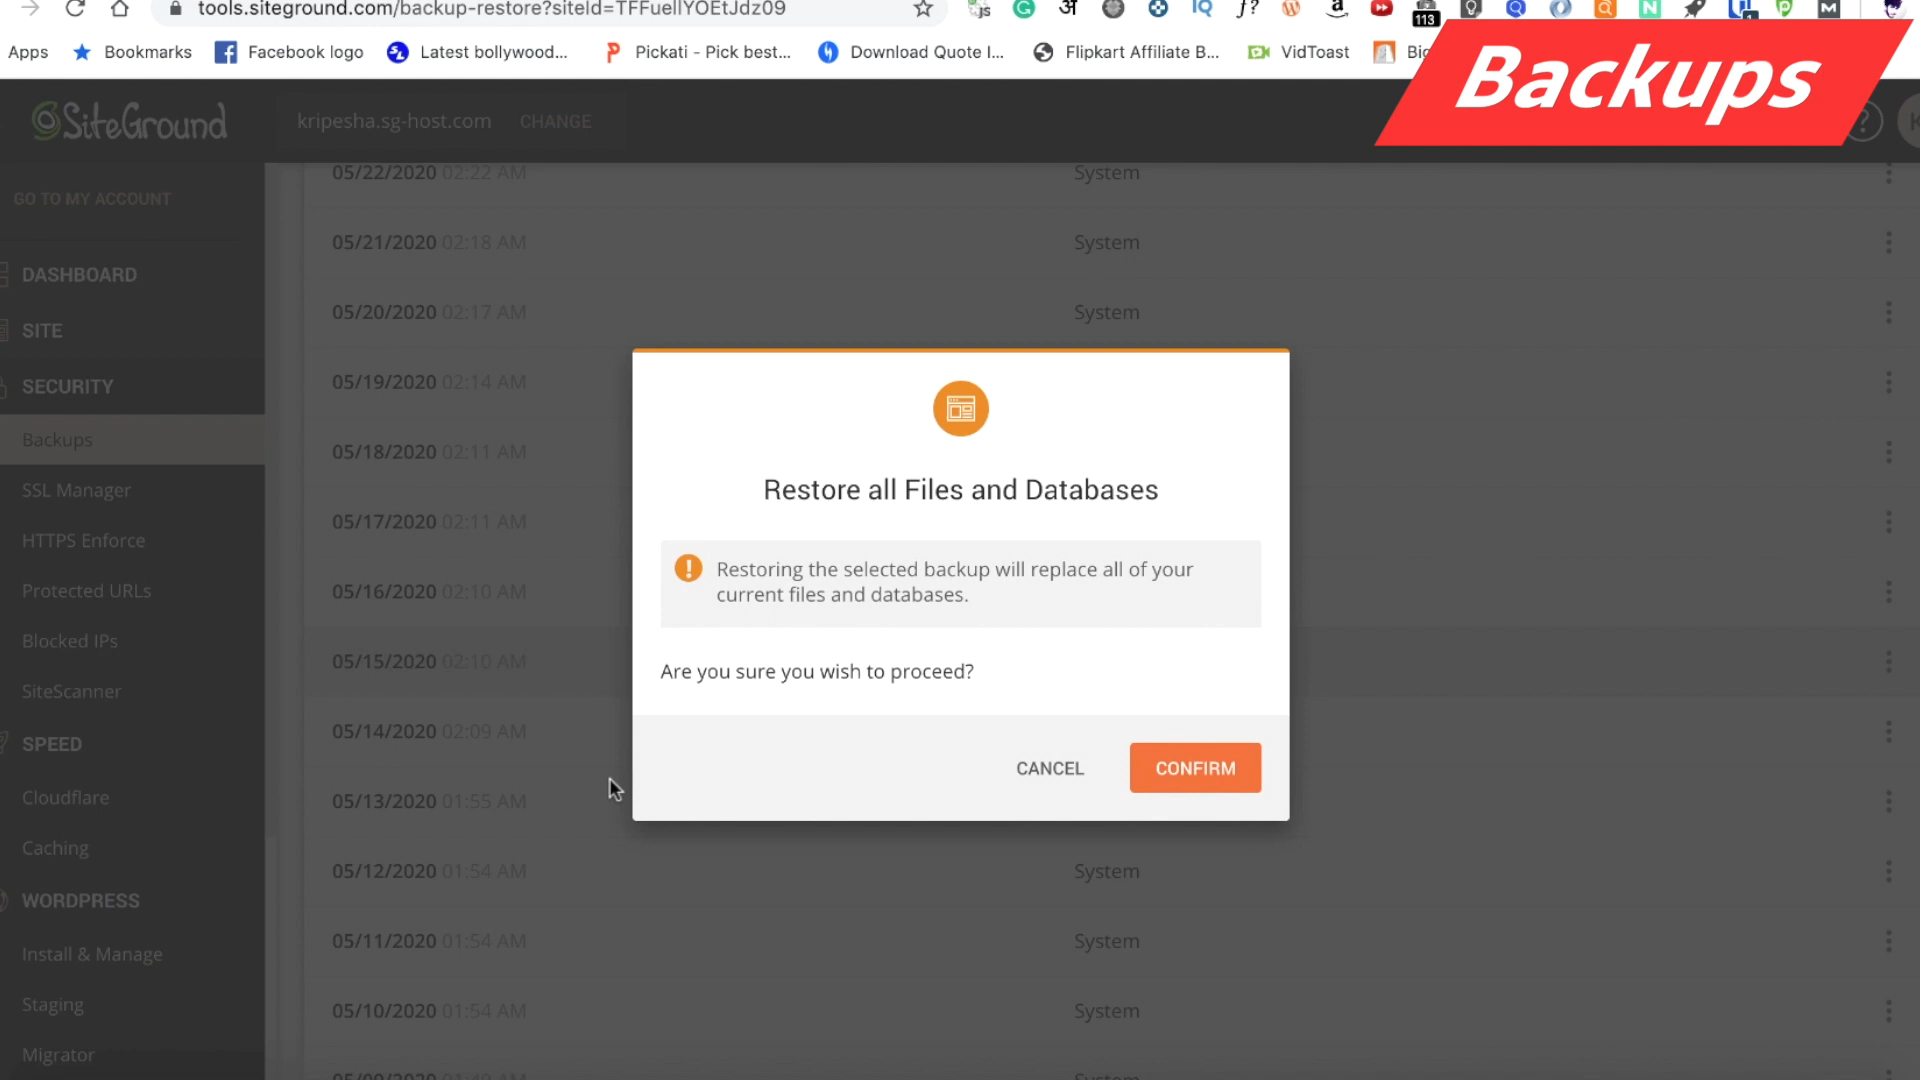 tools.siteground.com/backup-restore?siteId=TFFuellYOEtJdz09
113
Apps Bookmarks Facebook logo Latest bollywood... Pickati - Pick best... Download Quote I... Flipkart Affiliate B... VidToast
Backups
SiteGround kripesha.sg-host.com CHANGE
GO TO MY ACCOUNT
DASHBOARD
SITE
SECURITY
Backups
SSL Manager
HTTPS Enforce
Protected URLs
Blocked IPs
SiteScanner
SPEED
Cloudflare
Caching
WORDPRESS
Install & Manage
Staging
Migrator
05/22/2020 02:22 AM System
05/21/2020 02:18 AM System
05/20/2020 02:17 AM System
05/19/2020 02:14 AM
05/18/2020 02:11 AM
05/17/2020 02:11 AM
05/16/2020 02:10 AM
05/15/2020 02:10 AM
05/14/2020 02:09 AM
05/13/2020 01:55 AM
05/12/2020 01:54 AM System
05/11/2020 01:54 AM System
05/10/2020 01:54 AM System
Restore all Files and Databases
Restoring the selected backup will replace all of your
current files and databases.
Are you sure you wish to proceed?
CANCEL CONFIRM